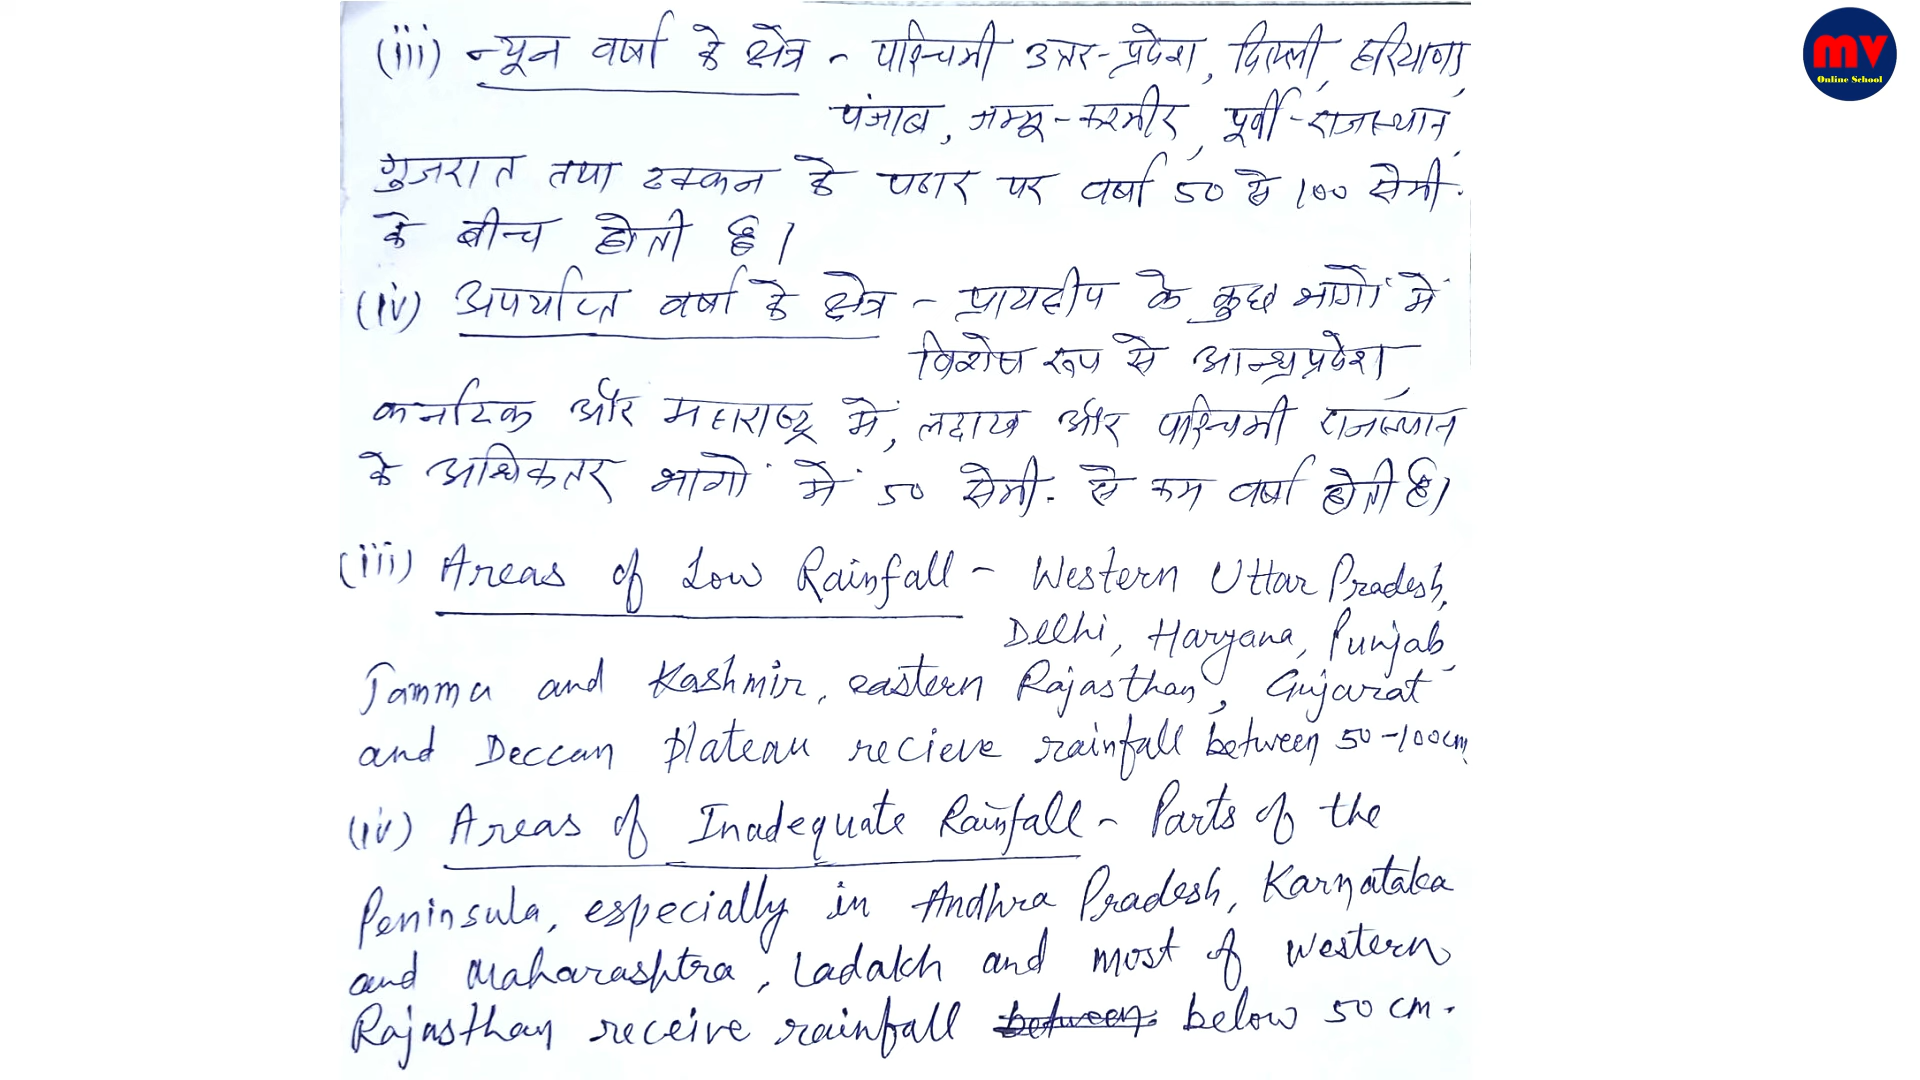 (iii) न्यून वर्षा के क्षेत्र - पश्चिमी उत्तर-प्रदेश, दिल्ली, हरियाणा,
पंजाब, जम्मू-कश्मीर, पूर्वी-राजस्थान,
गुजरात तथा दक्कन के पठार पर वर्षा 50 से 100 सेमी.
के बीच होती है।
(iv) अपर्याप्त वर्षा के क्षेत्र - प्रायद्वीप के कुछ भागों में
विशेष रूप से आन्ध्रप्रदेश,
कर्नाटक और महाराष्ट्र में, लद्दाख और पश्चिमी राजस्थान
के अधिकतर भागों में 50 सेमी. से कम वर्षा होती है।
(iii) Areas of Low Rainfall - Western Uttar Pradesh,
Delhi, Haryana, Punjab,
Jammu and Kashmir, eastern Rajasthan, Gujarat
and Deccan plateau recieve rainfall between 50-100cm.
(iv) Areas of Inadequate Rainfall - Parts of the
Peninsula, especially in Andhra Pradesh, Karnataka
and Maharashtra, Ladakh and most of western
Rajasthan receive rainfall between below 50 cm.
mv
Online School